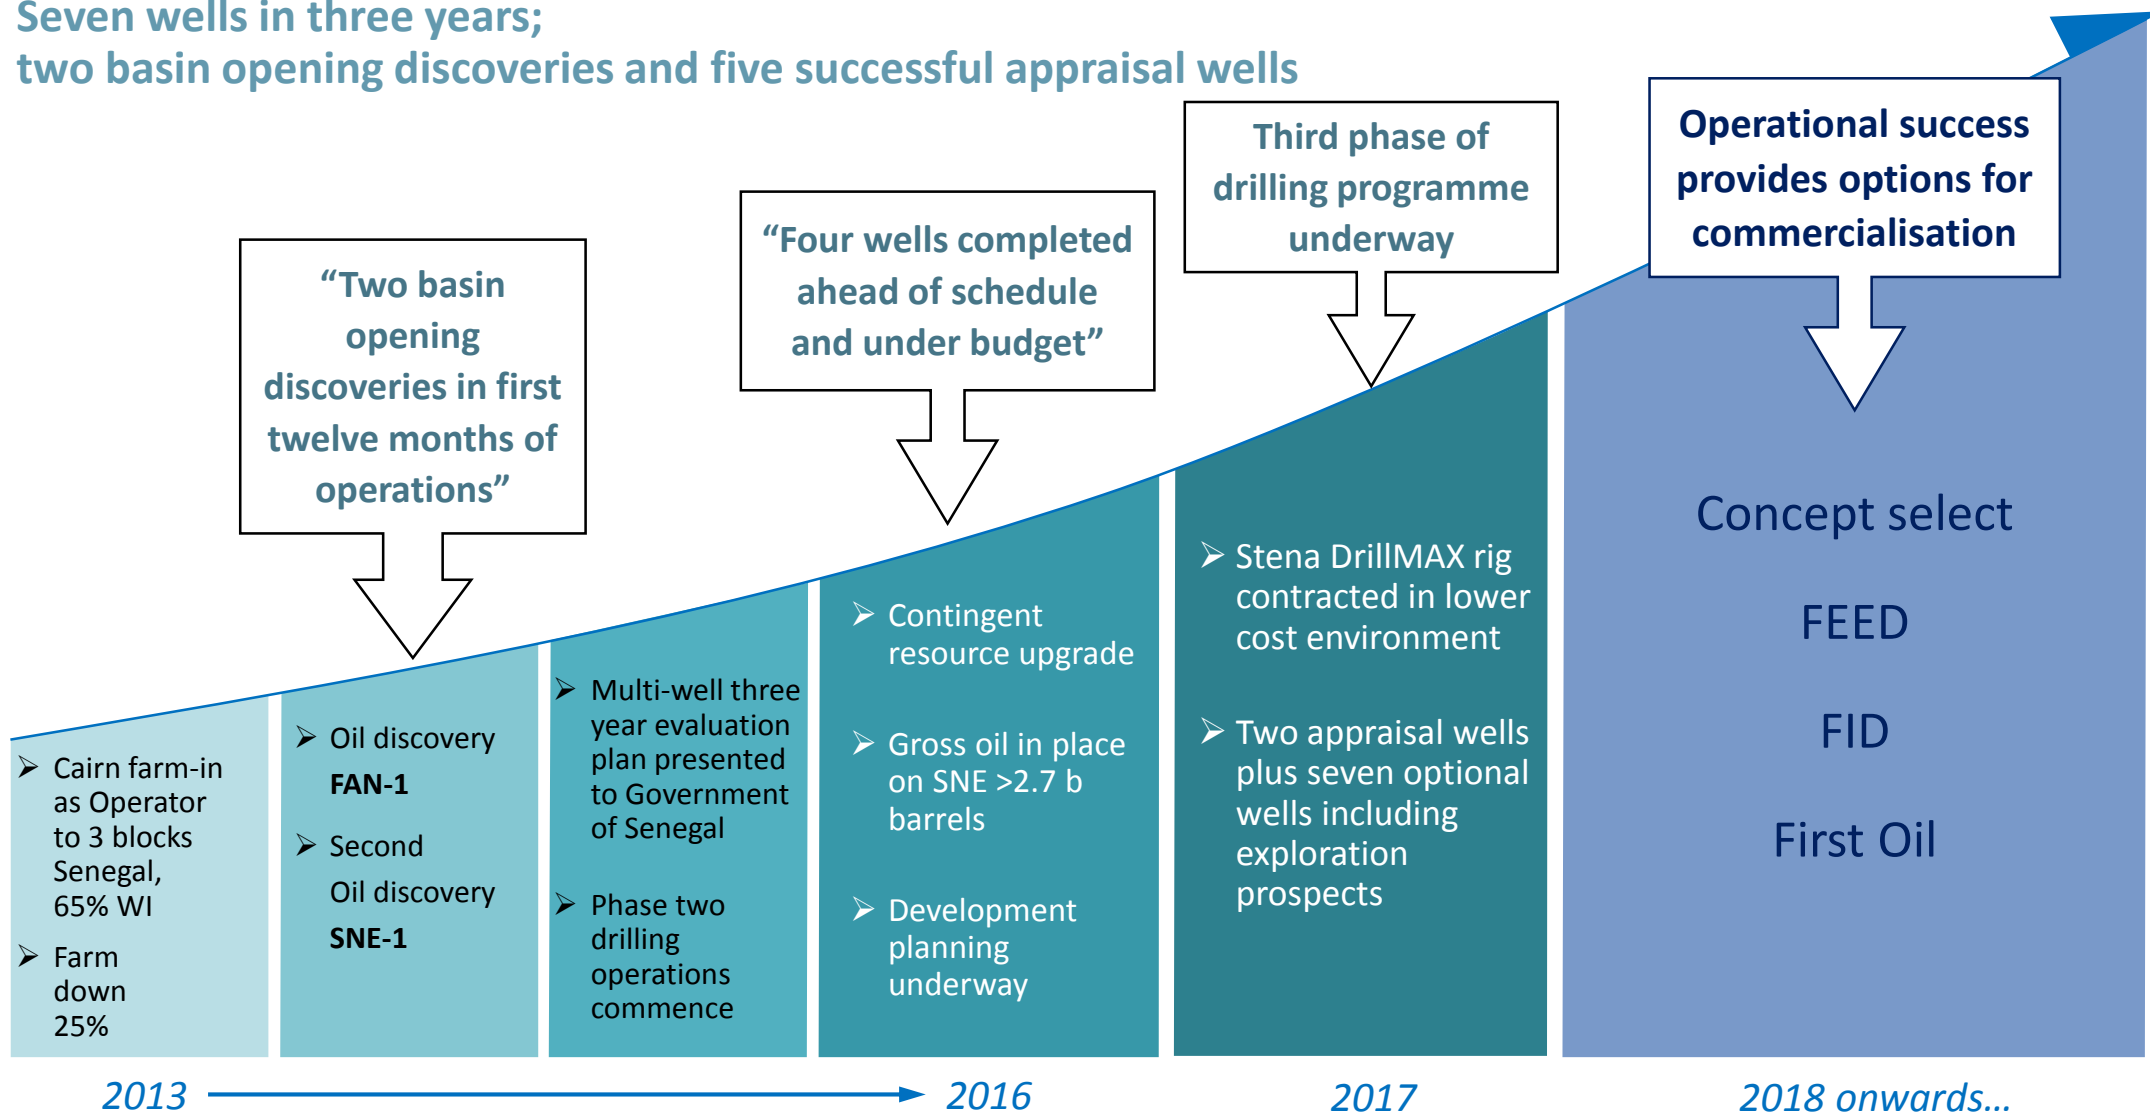 Seven wells in three years;
two basin opening discoveries and five successful appraisal wells
“Two basin
opening
discoveries in first
twelve months of
operations”
“Four wells completed
ahead of schedule
and under budget”
Third phase of
drilling programme
underway
Operational success
provides options for
commercialisation
➢ Cairn farm-in
as Operator
to 3 blocks
Senegal,
65% WI
➢ Farm
down
25%
➢ Oil discovery
FAN-1
➢ Second
Oil discovery
SNE-1
➢ Multi-well three
year evaluation
plan presented
to Government
of Senegal
➢ Phase two
drilling
operations
commence
➢ Contingent
resource upgrade
➢ Gross oil in place
on SNE >2.7 b
barrels
➢ Development
planning
underway
➢ Stena DrillMAX rig
contracted in lower
cost environment
➢ Two appraisal wells
plus seven optional
wells including
exploration
prospects
Concept select
FEED
FID
First Oil
2013
2016
2017
2018 onwards...